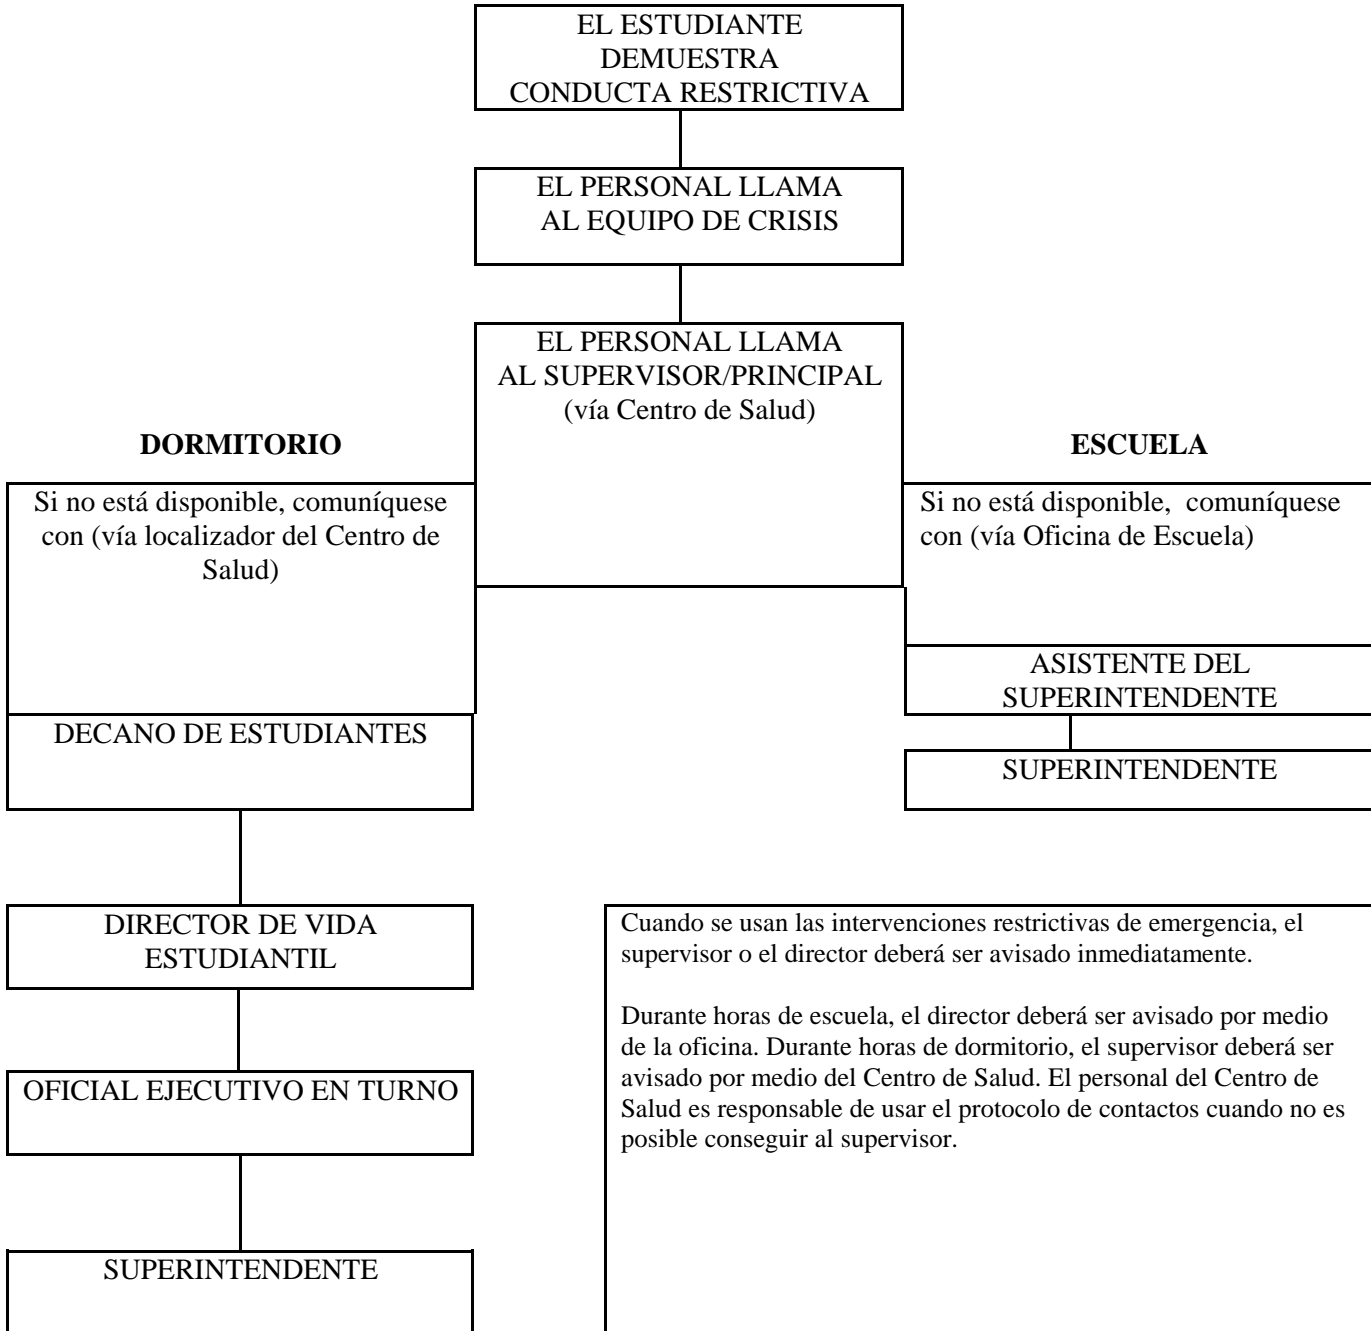 EL ESTUDIANTE
DEMUESTRA
CONDUCTA RESTRICTIVA
EL PERSONAL LLAMA
AL EQUIPO DE CRISIS
EL PERSONAL LLAMA
AL SUPERVISOR/PRINCIPAL
(vía Centro de Salud)
DORMITORIO
Si no está disponible, comuníquese
con (vía localizador del Centro de
Salud)
DECANO DE ESTUDIANTES
DIRECTOR DE VIDA
ESTUDIANTIL
OFICIAL EJECUTIVO EN TURNO
SUPERINTENDENTE
ESCUELA
Si no está disponible, comuníquese
con (vía Oficina de Escuela)
ASISTENTE DEL
SUPERINTENDENTE
SUPERINTENDENTE
Cuando se usan las intervenciones restrictivas de emergencia, el
supervisor o el director deberá ser avisado inmediatamente.
Durante horas de escuela, el director deberá ser avisado por medio
de la oficina. Durante horas de dormitorio, el supervisor deberá ser
avisado por medio del Centro de Salud. El personal del Centro de
Salud es responsable de usar el protocolo de contactos cuando no es
posible conseguir al supervisor.